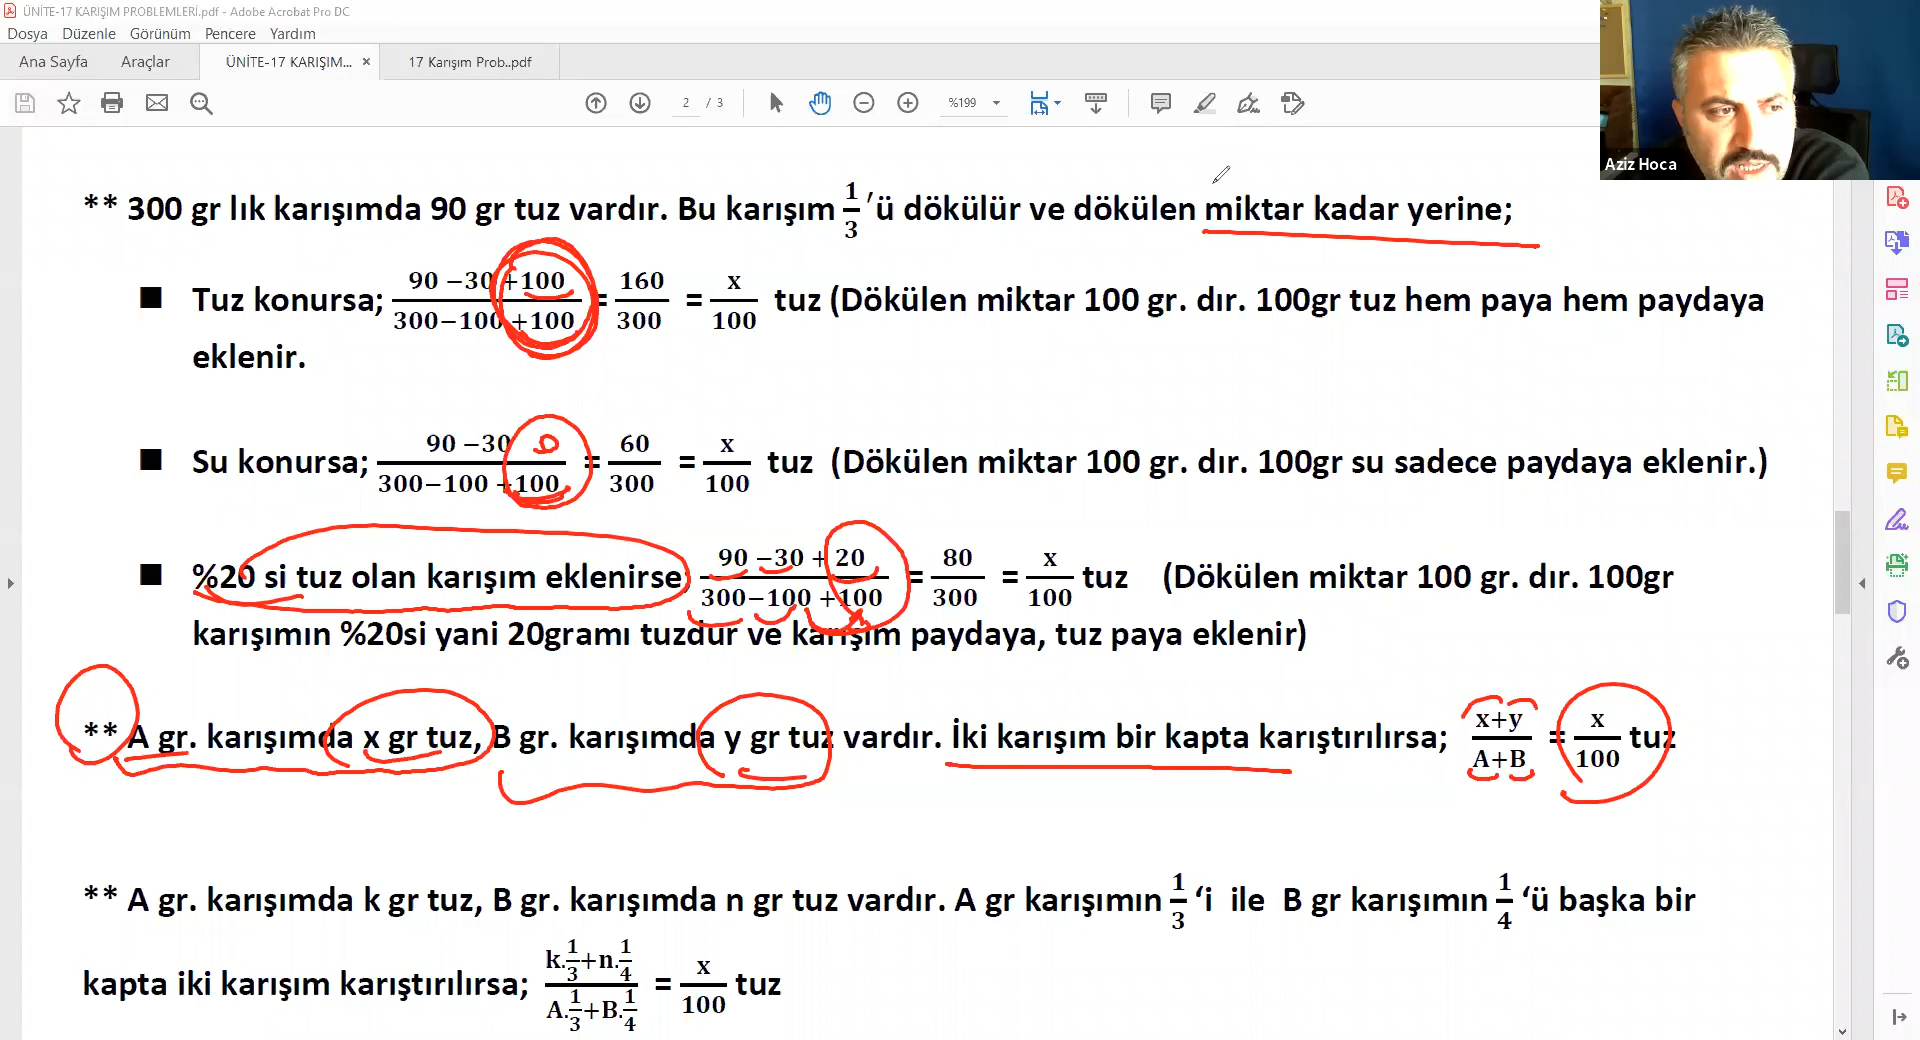 ÜNİTE-17 KARIŞIM PROBLEMLERİ.pdf - Adobe Acrobat Pro DC
Dosya Düzenle Görünüm Pencere Yardım
Ana Sayfa Araçlar ÜNİTE-17 KARIŞIM... × 17 Karışım Prob..pdf
2 / 3 %199
Aziz Hoca
** 300 gr lık karışımda 90 gr tuz vardır. Bu karışım 1/3 'ü dökülür ve dökülen miktar kadar yerine;
■ Tuz konursa; (90 −30 +100)/(300−100 +100) = 160/300 = x/100 tuz (Dökülen miktar 100 gr. dır. 100gr tuz hem paya hem paydaya
eklenir.
■ Su konursa; (90 −30 0)/(300−100 +100) = 60/300 = x/100 tuz (Dökülen miktar 100 gr. dır. 100gr su sadece paydaya eklenir.)
■ %20 si tuz olan karışım eklenirse; (90 −30 + 20)/(300−100 +100) = 80/300 = x/100 tuz (Dökülen miktar 100 gr. dır. 100gr
karışımın %20si yani 20gramı tuzdur ve karışım paydaya, tuz paya eklenir)
** A gr. karışımda x gr tuz, B gr. karışımda y gr tuz vardır. İki karışım bir kapta karıştırılırsa; (x+y)/(A+B) = x/100 tuz
** A gr. karışımda k gr tuz, B gr. karışımda n gr tuz vardır. A gr karışımın 1/3 ‘i ile B gr karışımın 1/4 ‘ü başka bir
kapta iki karışım karıştırılırsa; (k.1/3+n.1/4)/(A.1/3+B.1/4) = x/100 tuz